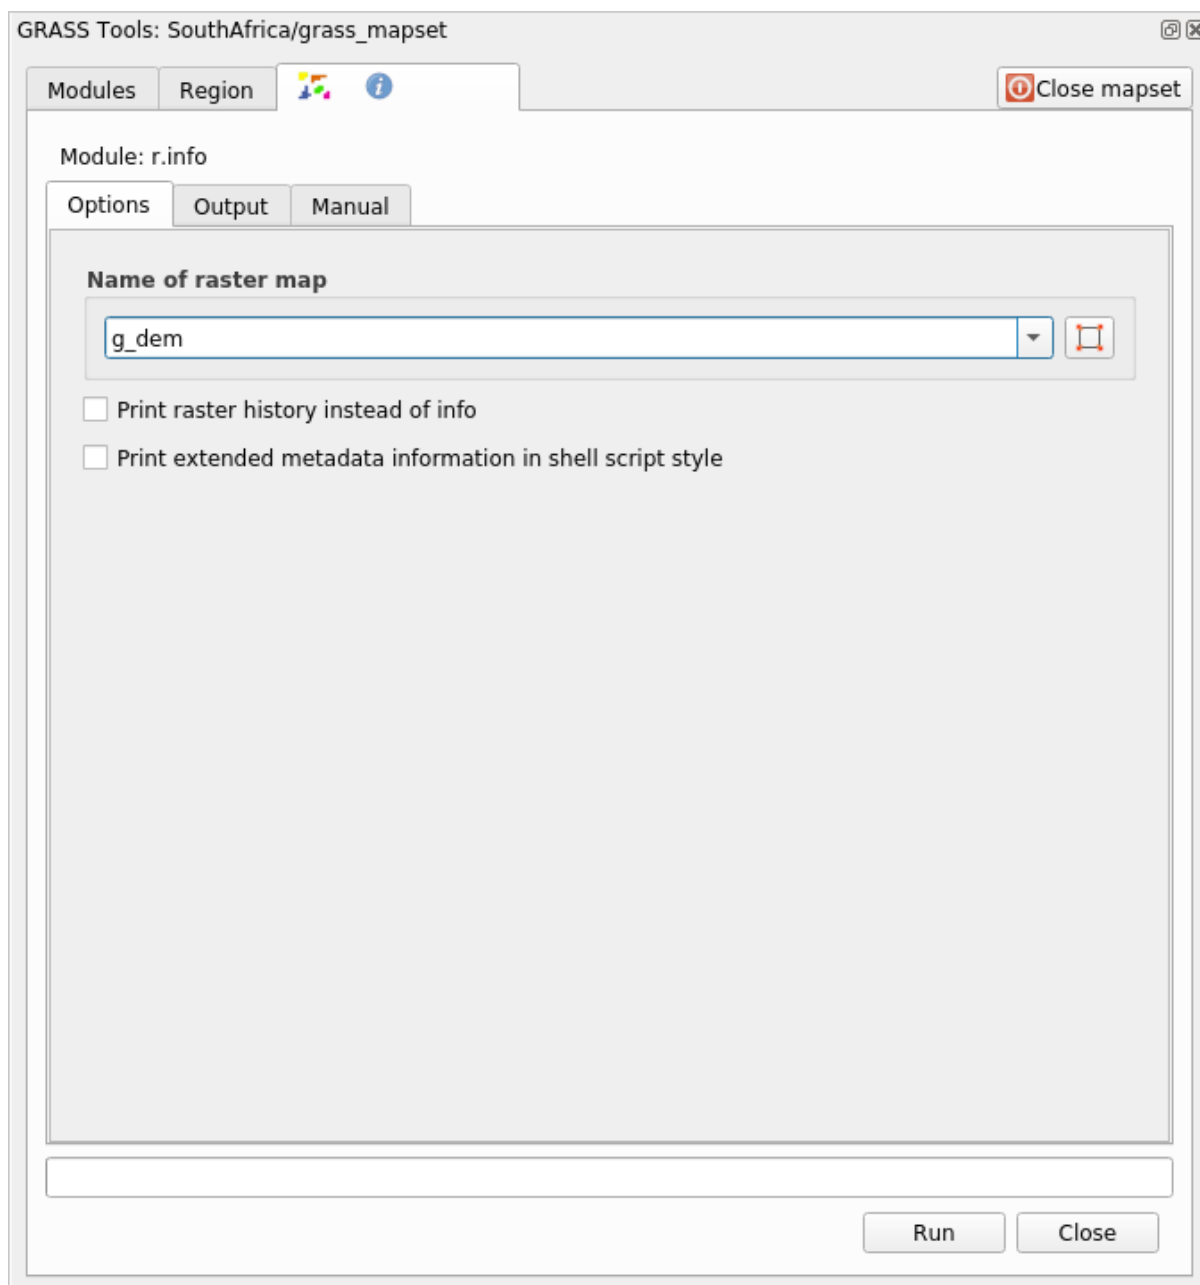 GRASS Tools: SouthAfrica/grass_mapset
Modules Region Close mapset
Module: r.info
Options Output Manual
Name of raster map
g_dem
Print raster history instead of info
Print extended metadata information in shell script style
Run Close